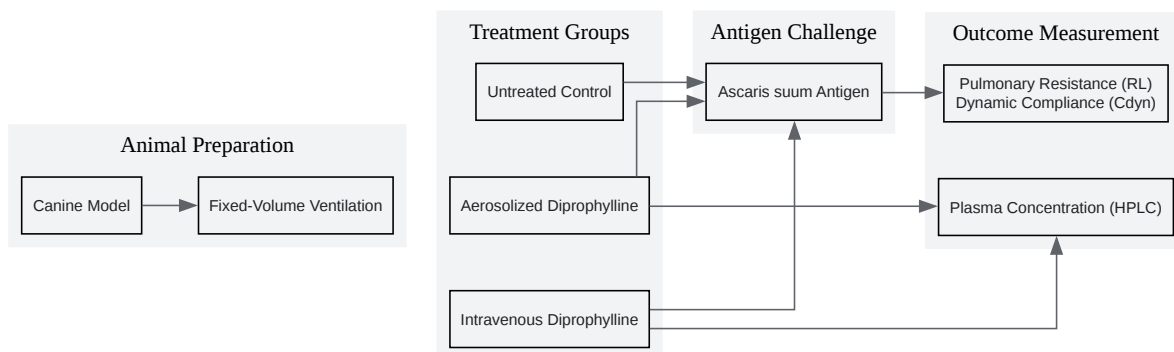 Animal Preparation
Canine Model
Fixed-Volume Ventilation
Treatment Groups
Untreated Control
Aerosolized Diprophylline
Intravenous Diprophylline
Antigen Challenge
Ascaris suum Antigen
Outcome Measurement
Pulmonary Resistance (RL)
Dynamic Compliance (Cdyn)
Plasma Concentration (HPLC)